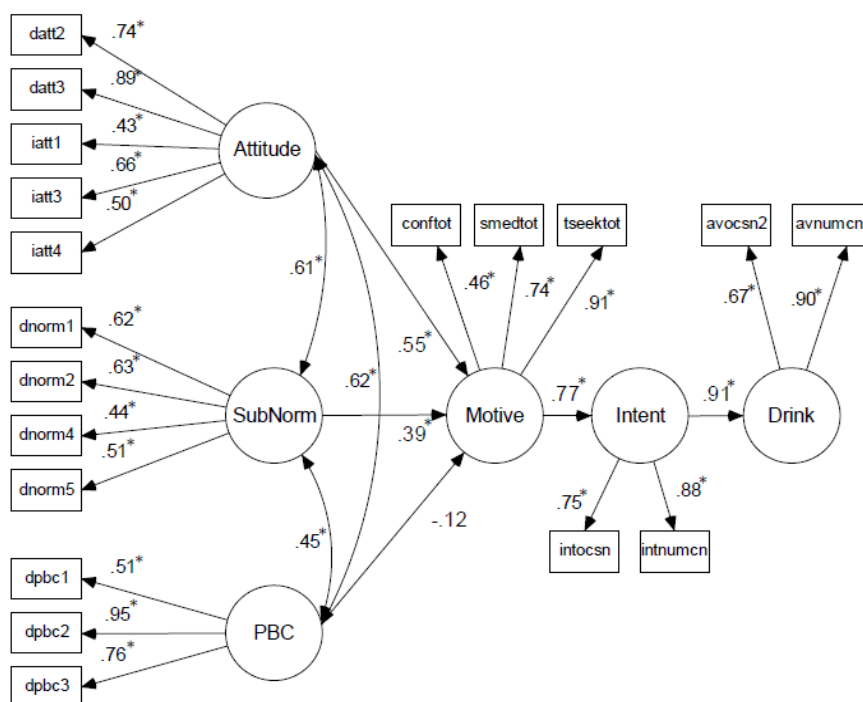 datt2
.74*
datt3
.89*
iatt1
.43*
iatt3
.66*
iatt4
.50*
Attitude
conftot
smedtot
tseektot
avocsn2
avnumcn
.46*
.74*
.91*
.67*
.90*
.61*
.55*
.62*
dnorm1
.62*
dnorm2
.63*
dnorm4
.44*
dnorm5
.51*
SubNorm
.39*
Motive
.77*
Intent
.91*
Drink
.75*
.88*
intocsn
intnumcn
.45*
-.12
dpbc1
.51*
dpbc2
.95*
dpbc3
.76*
PBC